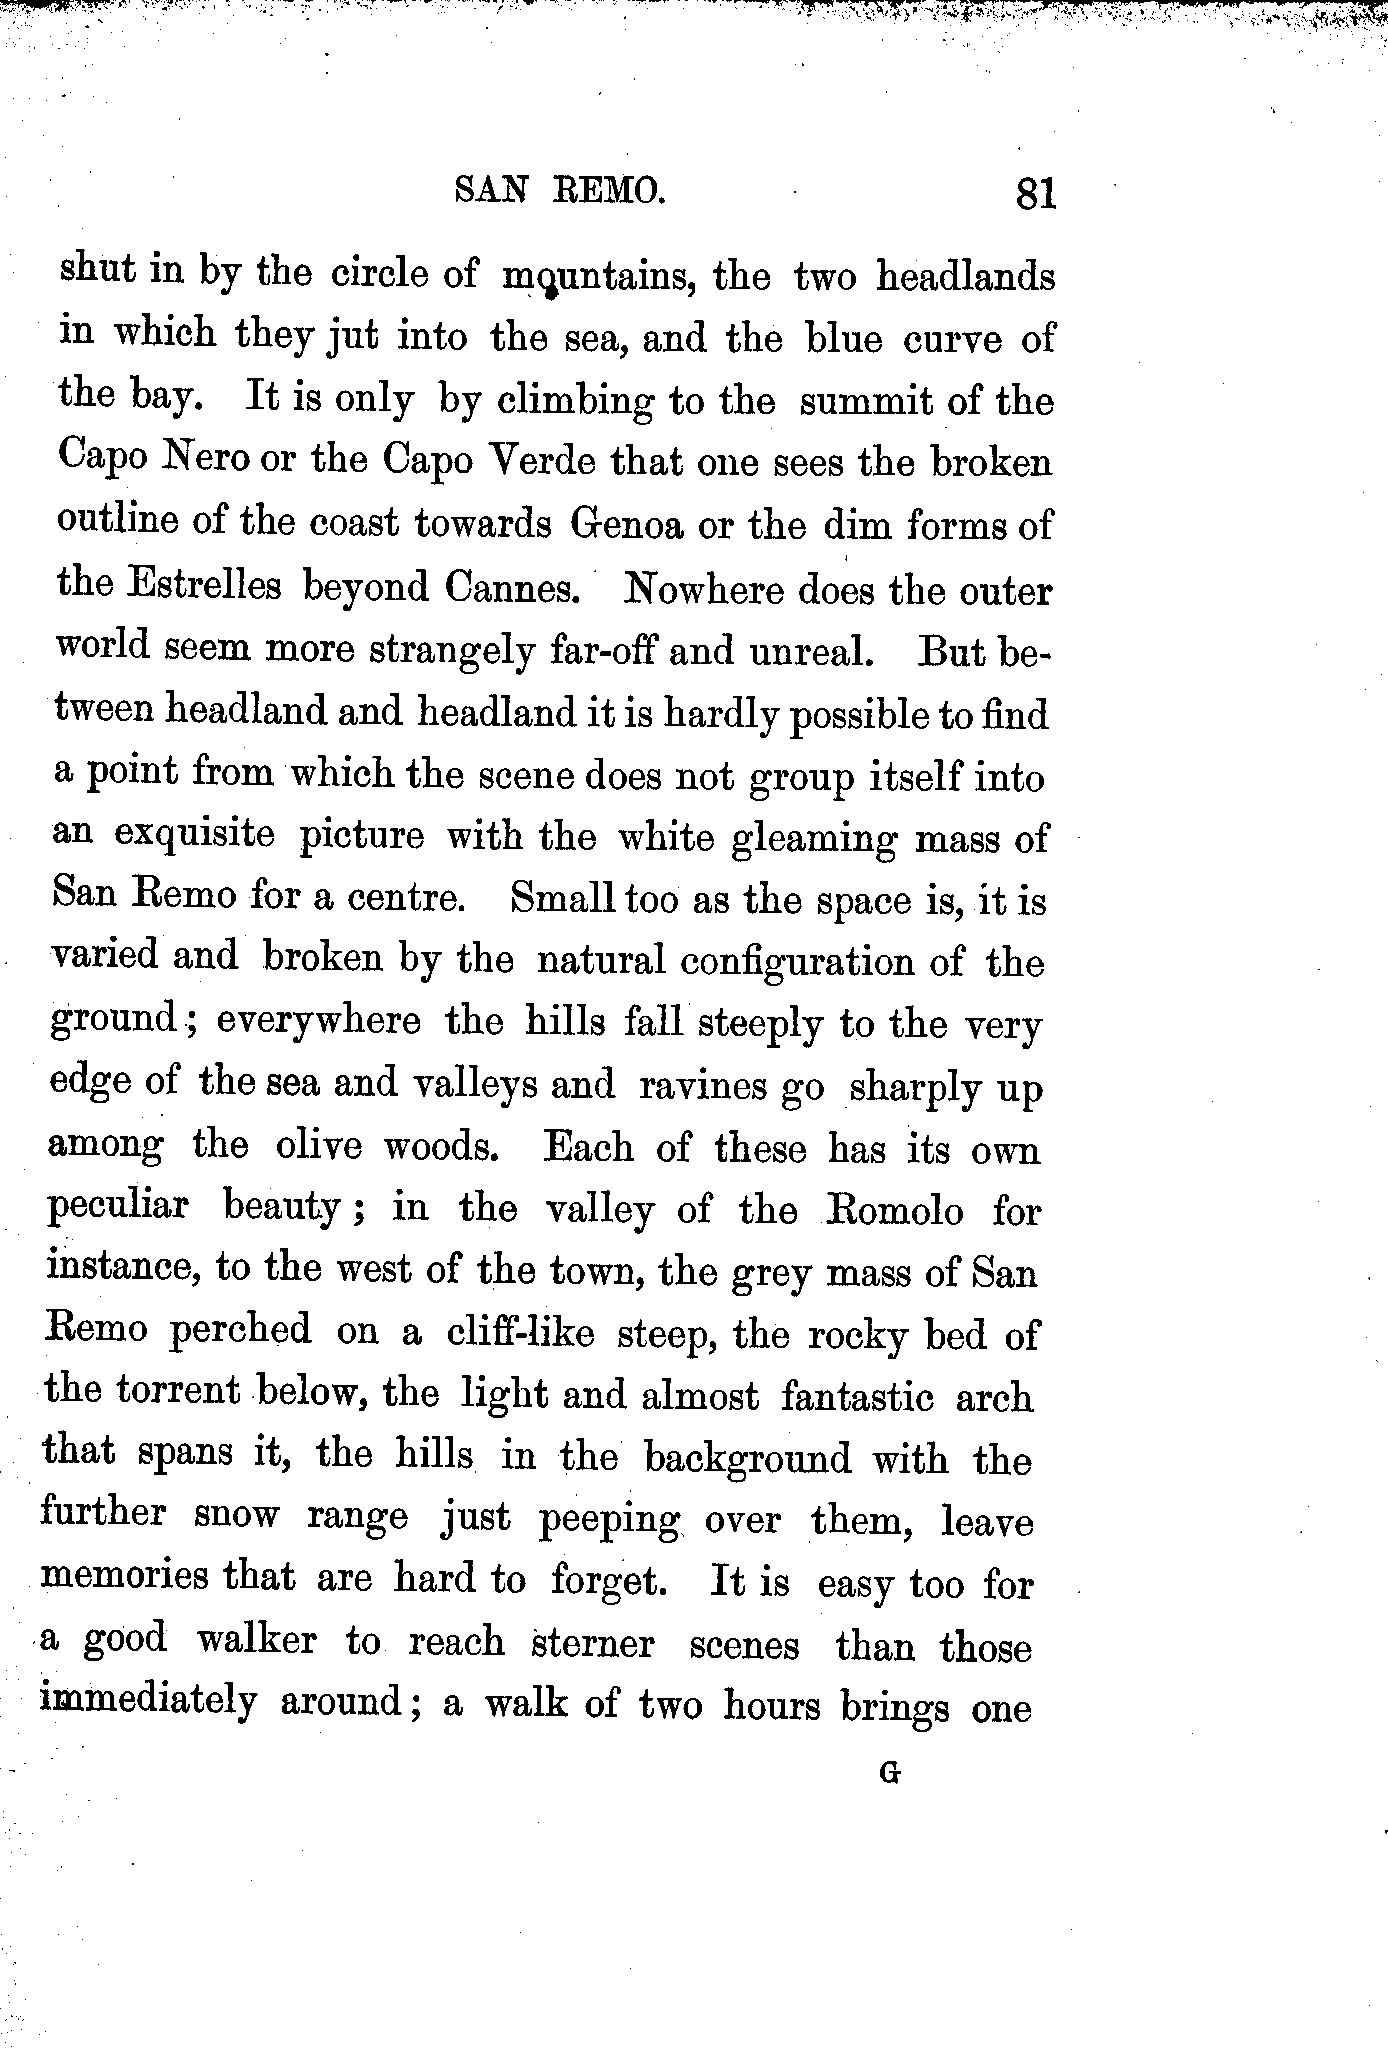 SAN REMO. 81
shut in by the circle of mountains, the two headlands
in which they jut into the sea, and the blue curve of
the bay. It is only by climbing to the summit of the
Capo Nero or the Capo Verde that one sees the broken
outline of the coast towards Genoa or the dim forms of
the Estrelles beyond Cannes. Nowhere does the outer
world seem more strangely far-off and unreal. But be-
tween headland and headland it is hardly possible to find
a point from which the scene does not group itself into
an exquisite picture with the white gleaming mass of
San Remo for a centre. Small too as the space is, it is
varied and broken by the natural configuration of the
ground; everywhere the hills fall steeply to the very
edge of the sea and valleys and ravines go sharply up
among the olive woods. Each of these has its own
peculiar beauty; in the valley of the Romolo for
instance, to the west of the town, the grey mass of San
Remo perched on a cliff-like steep, the rocky bed of
the torrent below, the light and almost fantastic arch
that spans it, the hills in the background with the
further snow range just peeping over them, leave
memories that are hard to forget. It is easy too for
a good walker to reach sterner scenes than those
immediately around; a walk of two hours brings one
G